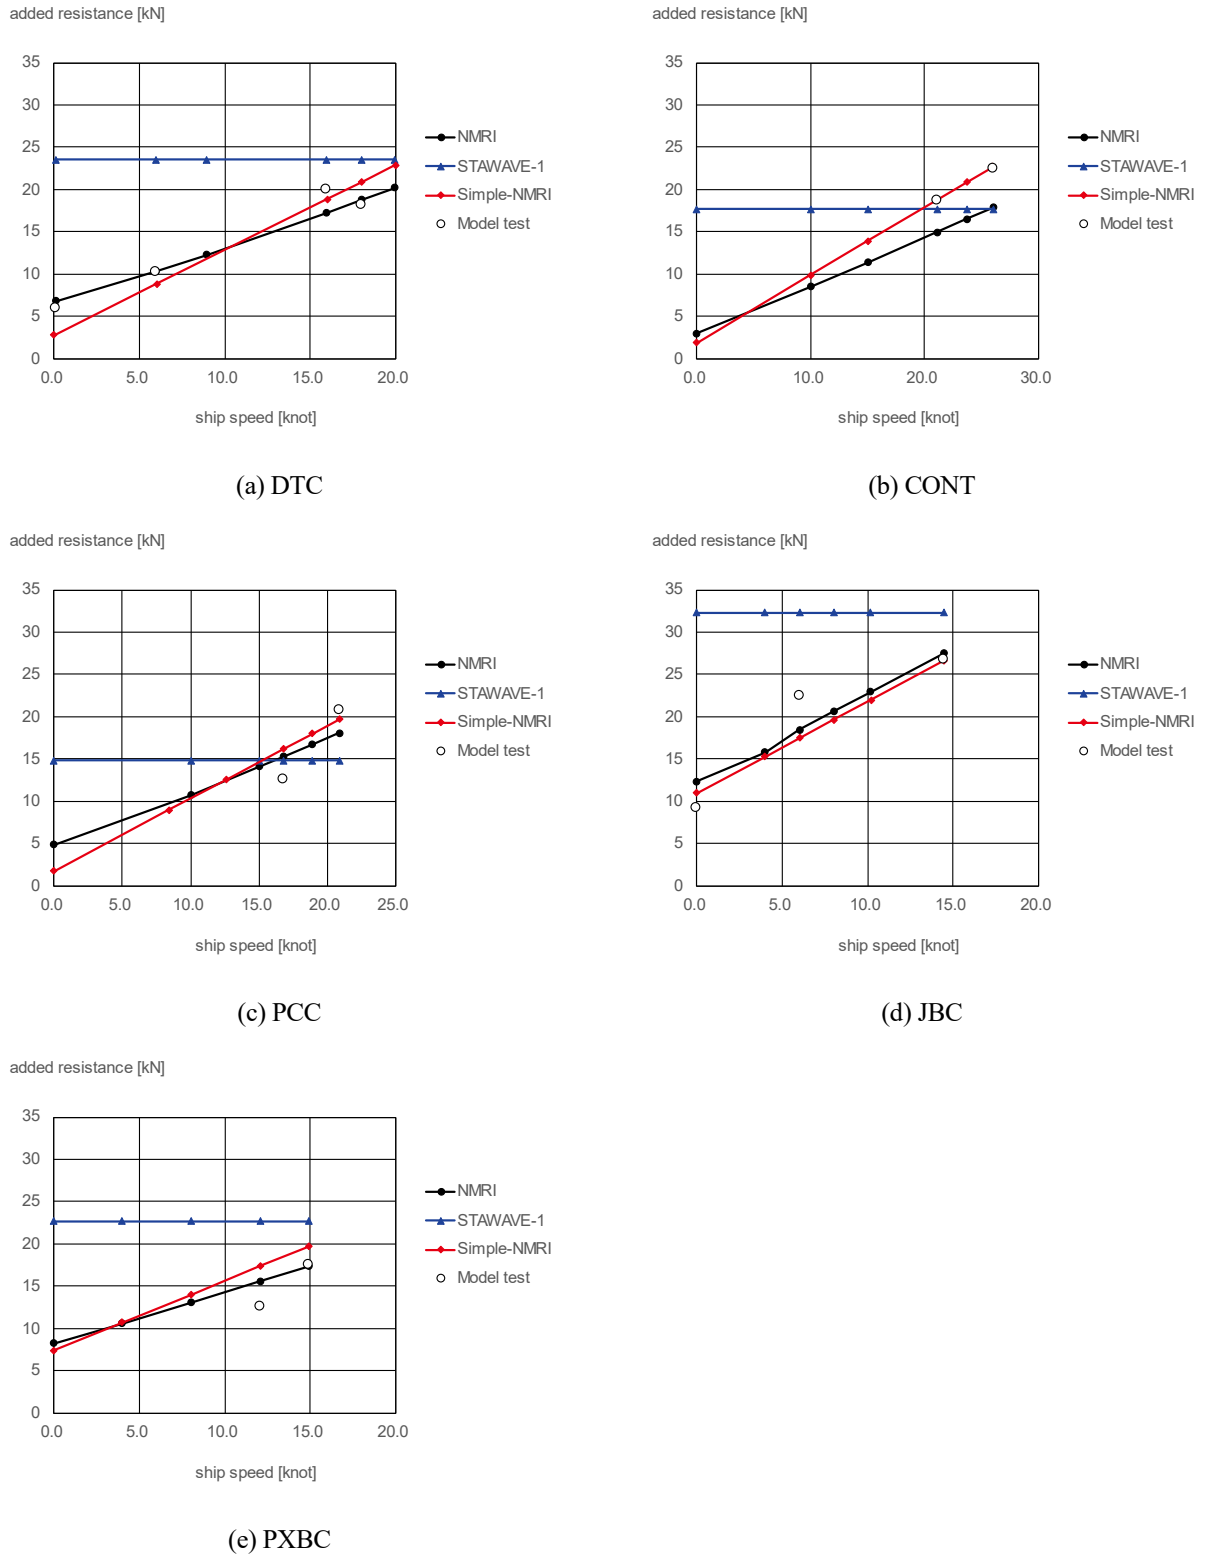 added resistance [kN]
35
30
25
20
15
10
5
0
0.0 5.0 10.0 15.0 20.0
ship speed [knot]
NMRI
STAWAVE-1
Simple-NMRI
Model test
(a) DTC
added resistance [kN]
35
30
25
20
15
10
5
0
0.0 10.0 20.0 30.0
ship speed [knot]
NMRI
STAWAVE-1
Simple-NMRI
Model test
(b) CONT
added resistance [kN]
35
30
25
20
15
10
5
0
0.0 5.0 10.0 15.0 20.0 25.0
ship speed [knot]
NMRI
STAWAVE-1
Simple-NMRI
Model test
(c) PCC
added resistance [kN]
35
30
25
20
15
10
5
0
0.0 5.0 10.0 15.0 20.0
ship speed [knot]
NMRI
STAWAVE-1
Simple-NMRI
Model test
(d) JBC
added resistance [kN]
35
30
25
20
15
10
5
0
0.0 5.0 10.0 15.0 20.0
ship speed [knot]
NMRI
STAWAVE-1
Simple-NMRI
Model test
(e) PXBC